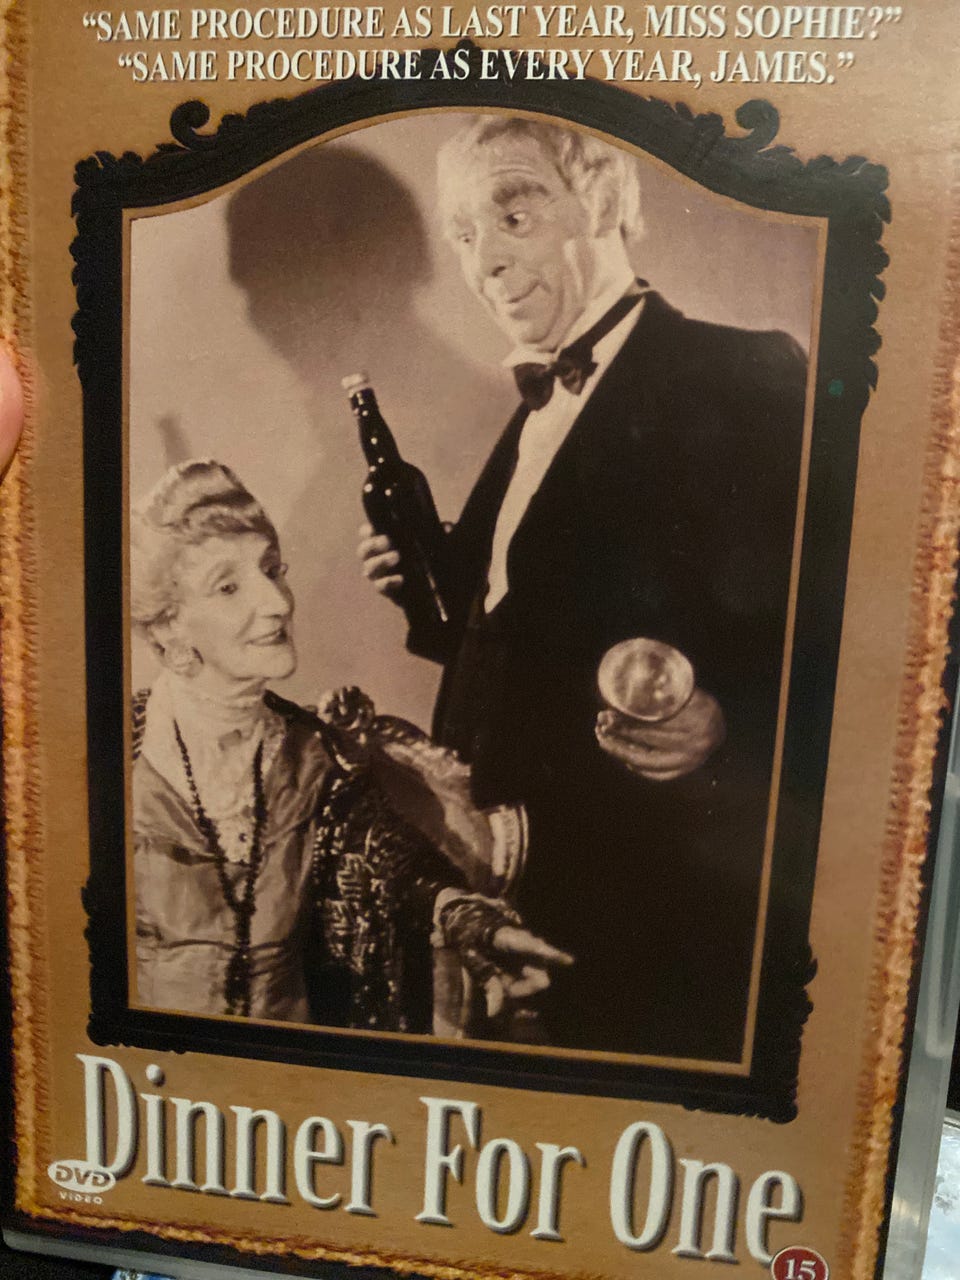 “SAME PROCEDURE AS LAST YEAR, MISS SOPHIE?”
“SAME PROCEDURE AS EVERY YEAR, JAMES.”
Dinner For One
DVD
VIDEO
15